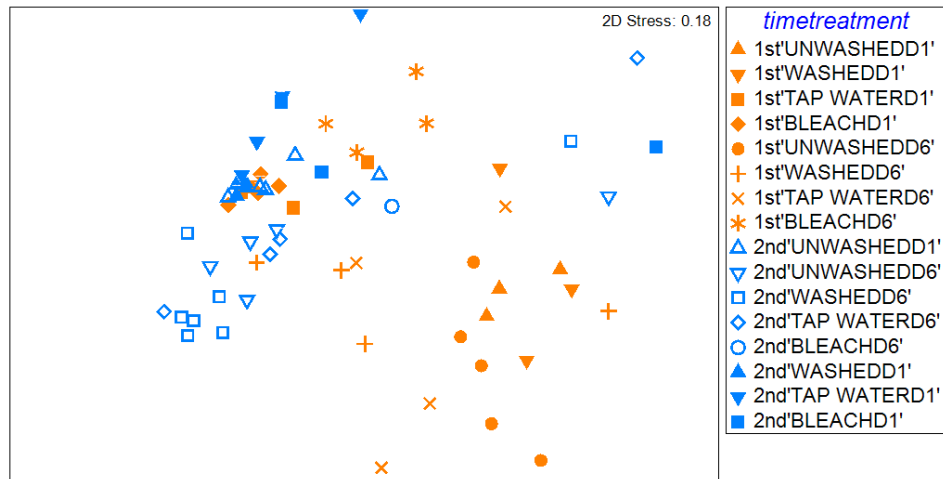 2D Stress: 0.18
timetreatment
1st'UNWASHEDD1'
1st'WASHEDD1'
1st'TAP WATERD1'
1st'BLEACHD1'
1st'UNWASHEDD6'
1st'WASHEDD6'
1st'TAP WATERD6'
1st'BLEACHD6'
2nd'UNWASHEDD1'
2nd'UNWASHEDD6'
2nd'WASHEDD6'
2nd'TAP WATERD6'
2nd'BLEACHD6'
2nd'WASHEDD1'
2nd'TAP WATERD1'
2nd'BLEACHD1'